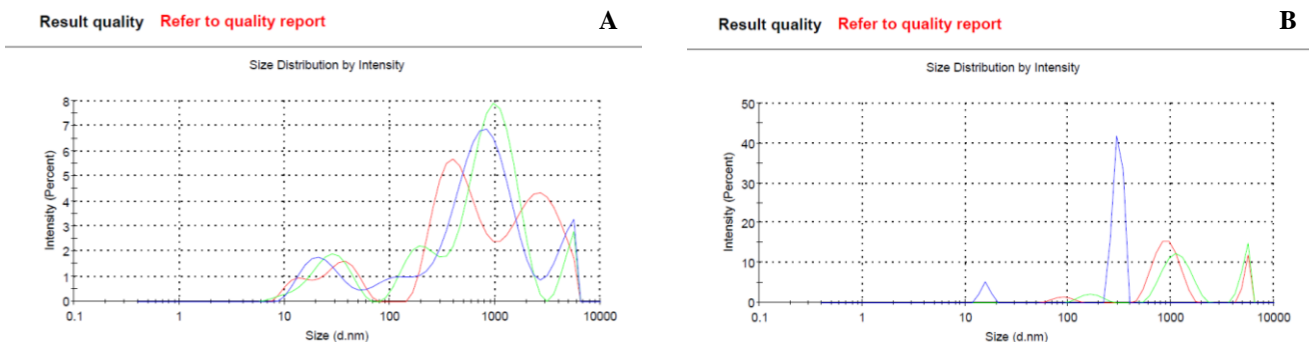 Result quality Refer to quality report A
Size Distribution by Intensity
Intensity (Percent)
8
7
6
5
4
3
2
1
0
0.1 1 10 100 1000 10000
Size (d.nm)
Result quality Refer to quality report B
Size Distribution by Intensity
Intensity (Percent)
50
40
30
20
10
0
0.1 1 10 100 1000 10000
Size (d.nm)